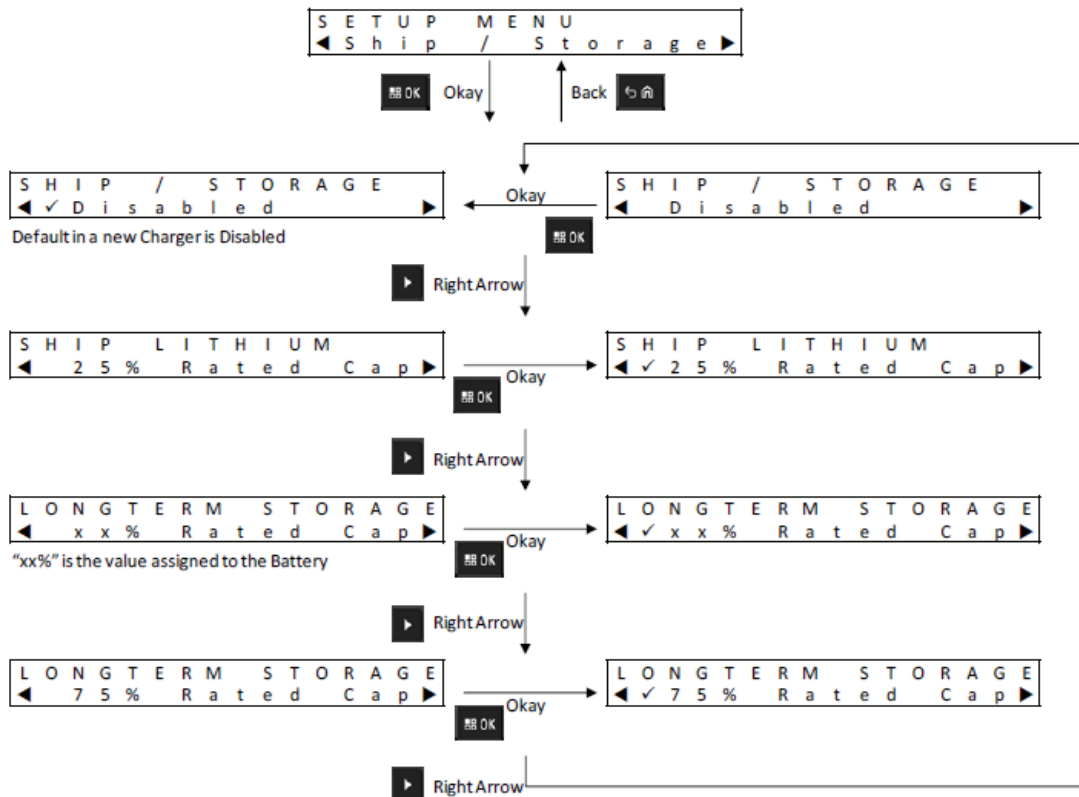 SETUP MENU
◀Ship / Storage▶
OK Okay Back
SHIP / STORAGE
◀✓Disabled ▶
Default in a new Charger is Disabled
Okay
OK
SHIP / STORAGE
◀ Disabled ▶
Right Arrow
SHIP LITHIUM
◀ 25% Rated Cap▶
Okay
OK
SHIP LITHIUM
◀✓25% Rated Cap▶
Right Arrow
LONGTERM STORAGE
◀ xx% Rated Cap▶
"xx%" is the value assigned to the Battery
Okay
OK
LONGTERM STORAGE
◀✓xx% Rated Cap▶
Right Arrow
LONGTERM STORAGE
◀ 75% Rated Cap▶
Okay
OK
LONGTERM STORAGE
◀✓75% Rated Cap▶
Right Arrow